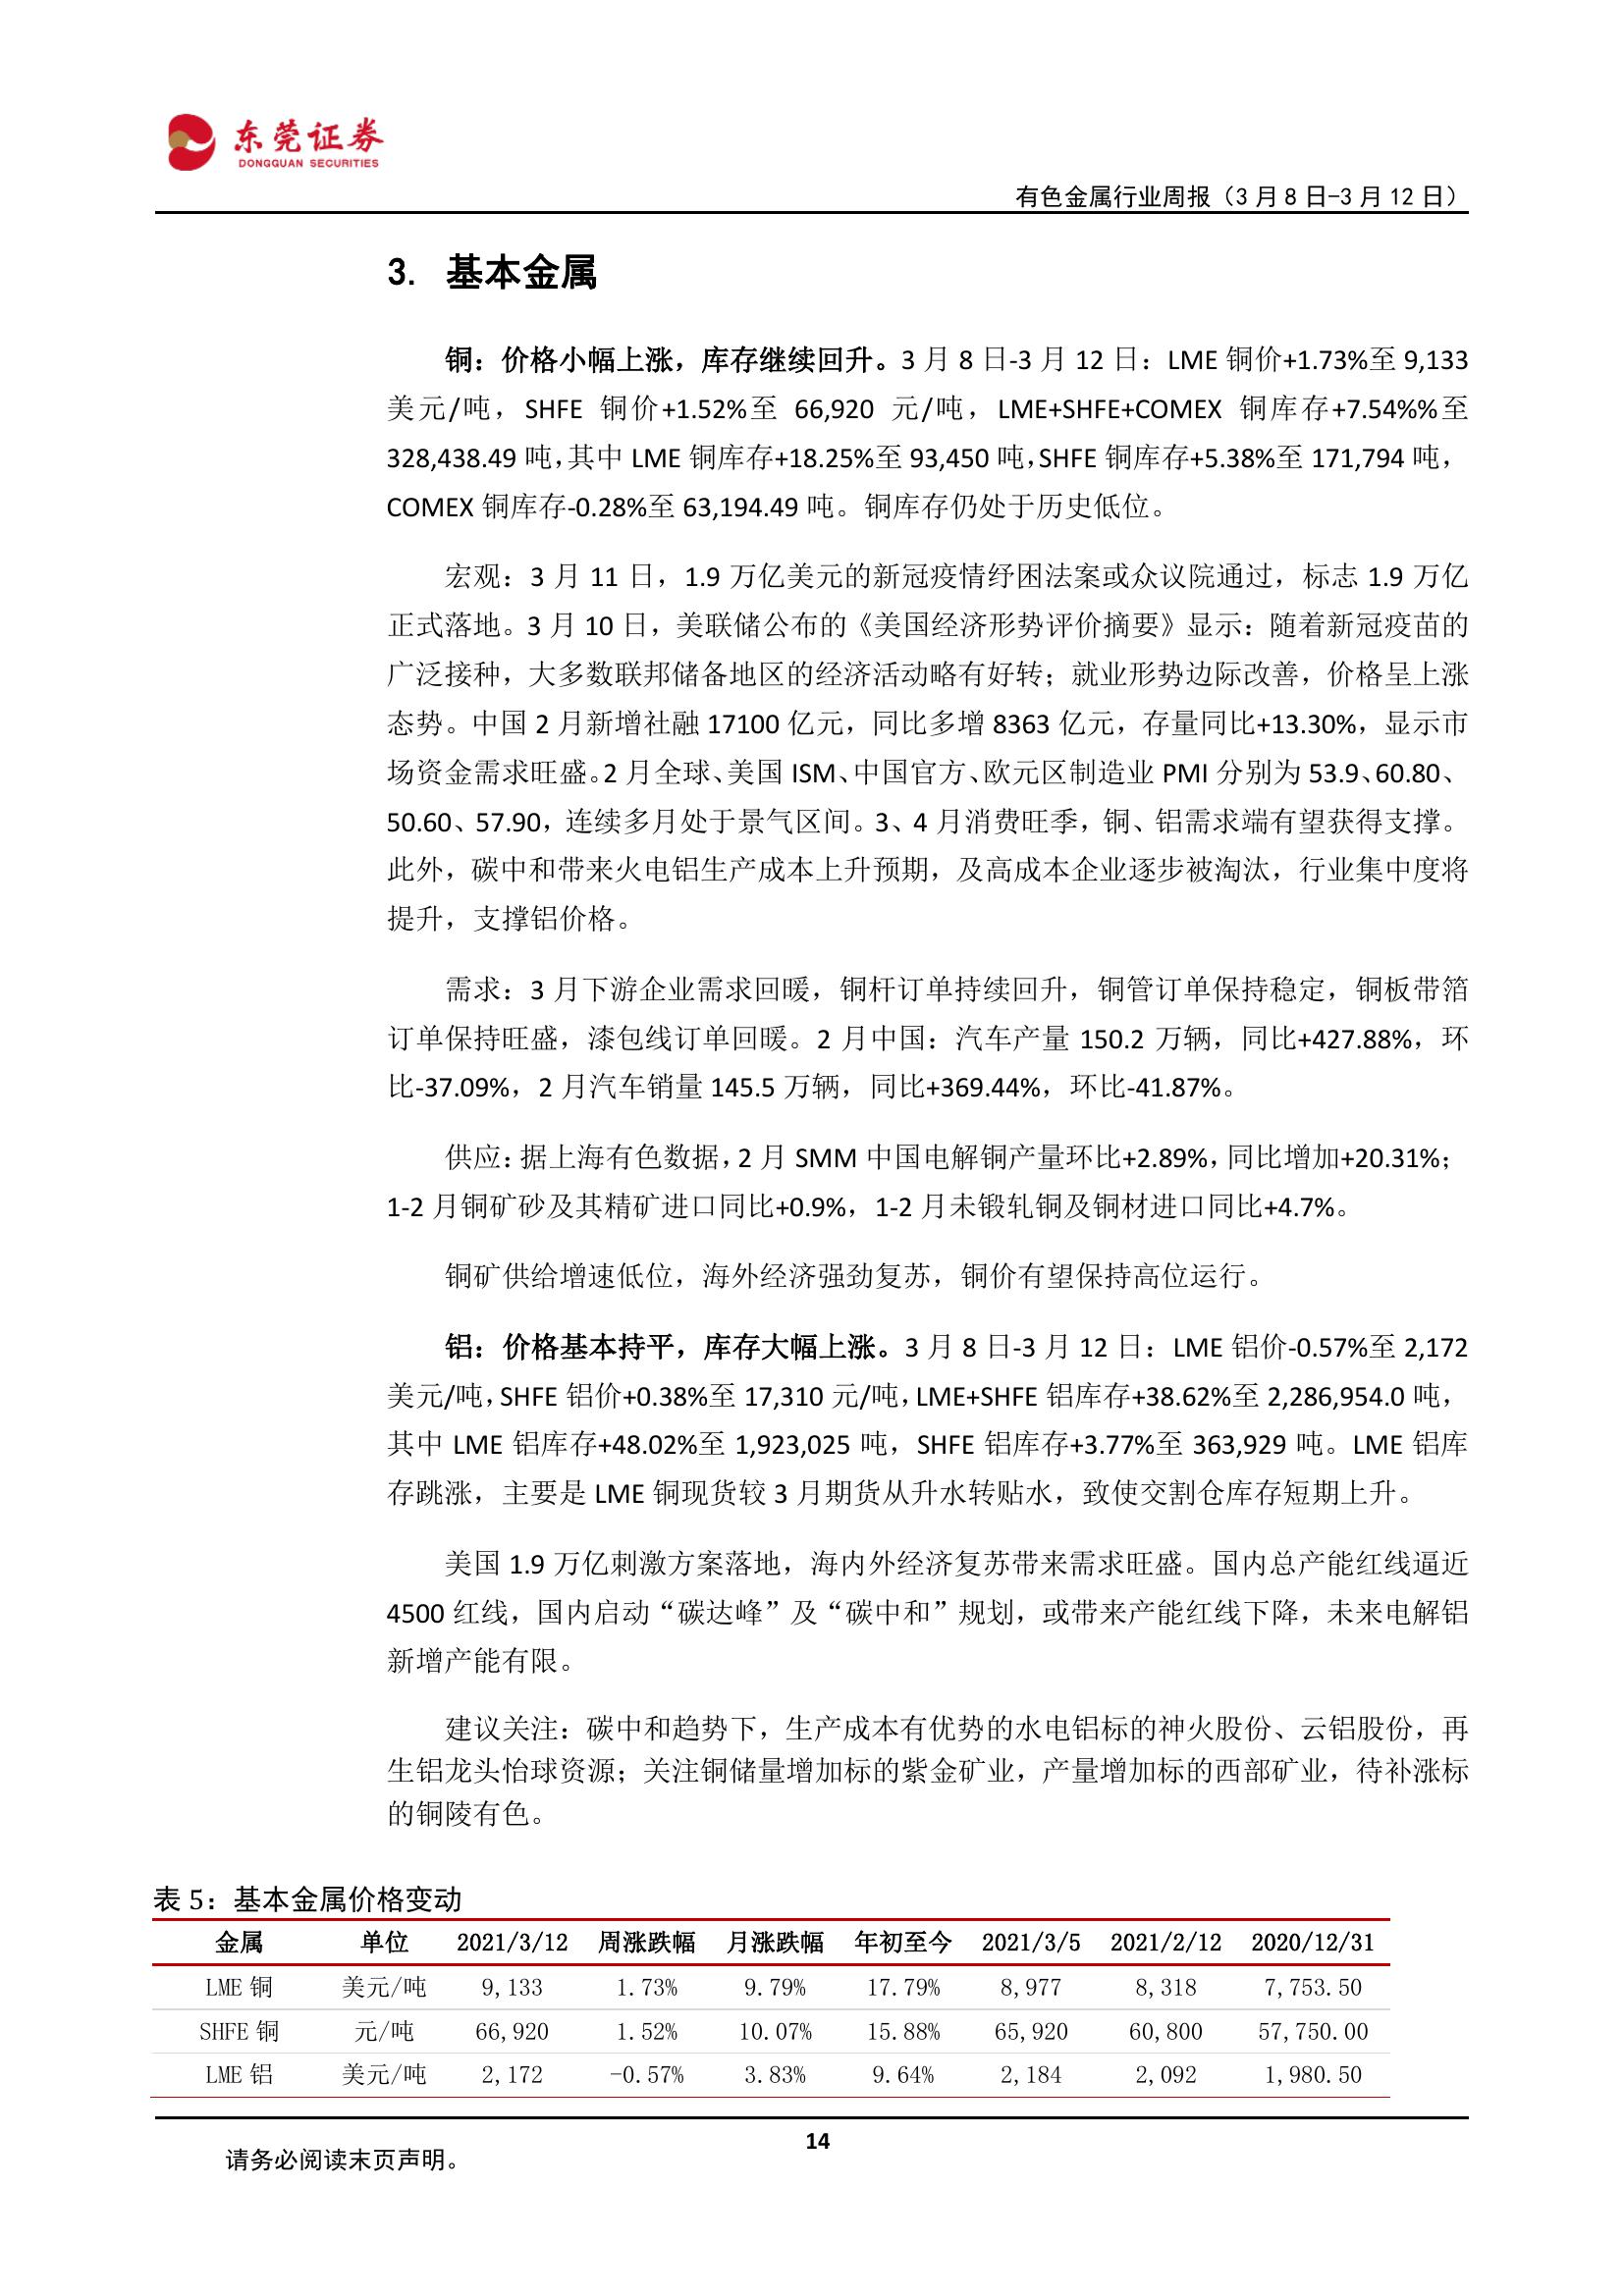 东莞证券
DONGGUAN SECURITIES
有色金属行业周报（3 月 8 日-3 月 12 日）
3. 基本金属
铜：价格小幅上涨，库存继续回升。3 月 8 日-3 月 12 日：LME 铜价+1.73%至 9,133
美元/吨，SHFE 铜价+1.52%至 66,920 元/吨，LME+SHFE+COMEX 铜库存+7.54%%至
328,438.49 吨，其中 LME 铜库存+18.25%至 93,450 吨，SHFE 铜库存+5.38%至 171,794 吨，
COMEX 铜库存-0.28%至 63,194.49 吨。铜库存仍处于历史低位。
宏观：3 月 11 日，1.9 万亿美元的新冠疫情纾困法案或众议院通过，标志 1.9 万亿
正式落地。3 月 10 日，美联储公布的《美国经济形势评价摘要》显示：随着新冠疫苗的
广泛接种，大多数联邦储备地区的经济活动略有好转；就业形势边际改善，价格呈上涨
态势。中国 2 月新增社融 17100 亿元，同比多增 8363 亿元，存量同比+13.30%，显示市
场资金需求旺盛。2 月全球、美国 ISM、中国官方、欧元区制造业 PMI 分别为 53.9、60.80、
50.60、57.90，连续多月处于景气区间。3、4 月消费旺季，铜、铝需求端有望获得支撑。
此外，碳中和带来火电铝生产成本上升预期，及高成本企业逐步被淘汰，行业集中度将
提升，支撑铝价格。
需求：3 月下游企业需求回暖，铜杆订单持续回升，铜管订单保持稳定，铜板带箔
订单保持旺盛，漆包线订单回暖。2 月中国：汽车产量 150.2 万辆，同比+427.88%，环
比-37.09%，2 月汽车销量 145.5 万辆，同比+369.44%，环比-41.87%。
供应：据上海有色数据，2 月 SMM 中国电解铜产量环比+2.89%，同比增加+20.31%；
1-2 月铜矿砂及其精矿进口同比+0.9%，1-2 月未锻轧铜及铜材进口同比+4.7%。
铜矿供给增速低位，海外经济强劲复苏，铜价有望保持高位运行。
铝：价格基本持平，库存大幅上涨。3 月 8 日-3 月 12 日：LME 铝价-0.57%至 2,172
美元/吨，SHFE 铝价+0.38%至 17,310 元/吨，LME+SHFE 铝库存+38.62%至 2,286,954.0 吨，
其中 LME 铝库存+48.02%至 1,923,025 吨，SHFE 铝库存+3.77%至 363,929 吨。LME 铝库
存跳涨，主要是 LME 铜现货较 3 月期货从升水转贴水，致使交割仓库存短期上升。
美国 1.9 万亿刺激方案落地，海内外经济复苏带来需求旺盛。国内总产能红线逼近
4500 红线，国内启动“碳达峰”及“碳中和”规划，或带来产能红线下降，未来电解铝
新增产能有限。
建议关注：碳中和趋势下，生产成本有优势的水电铝标的神火股份、云铝股份，再
生铝龙头怡球资源；关注铜储量增加标的紫金矿业，产量增加标的西部矿业，待补涨标
的铜陵有色。
表 5：基本金属价格变动
金属 单位 2021/3/12 周涨跌幅 月涨跌幅 年初至今 2021/3/5 2021/2/12 2020/12/31
LME 铜 美元/吨 9,133 1.73% 9.79% 17.79% 8,977 8,318 7,753.50
SHFE 铜 元/吨 66,920 1.52% 10.07% 15.88% 65,920 60,800 57,750.00
LME 铝 美元/吨 2,172 -0.57% 3.83% 9.64% 2,184 2,092 1,980.50
14
请务必阅读末页声明。